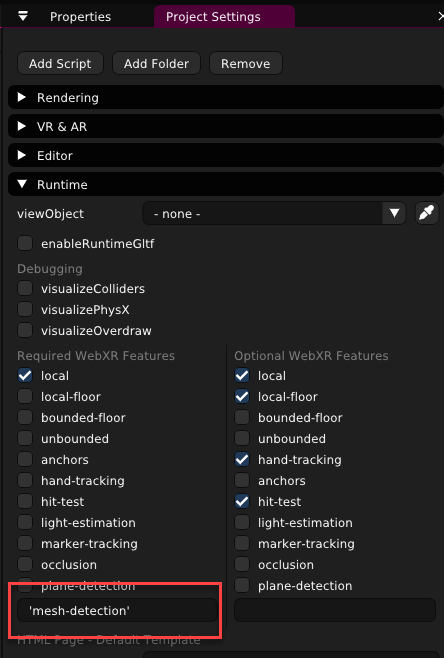 Properties
Project Settings
Add Script
Add Folder
Remove
Rendering
VR & AR
Editor
Runtime
viewObject
- none -
enableRuntimeGltf
Debugging
visualizeColliders
visualizePhysX
visualizeOverdraw
Required WebXR Features
local
local-floor
bounded-floor
unbounded
anchors
hand-tracking
hit-test
light-estimation
marker-tracking
occlusion
plane-detection
'mesh-detection'
Optional WebXR Features
local
local-floor
bounded-floor
unbounded
hand-tracking
anchors
hit-test
light-estimation
marker-tracking
occlusion
plane-detection
HTML Page - Default Template